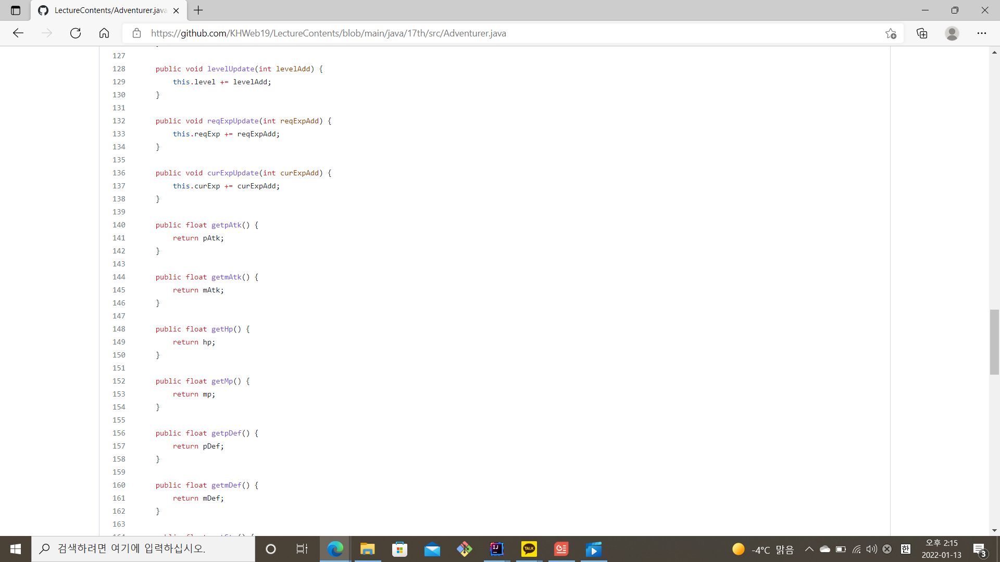 LectureContents/Adventurer.java
https://github.com/KHWeb19/LectureContents/blob/main/java/17th/src/Adventurer.java
127
128 public void levelUpdate(int levelAdd) {
129 this.level += levelAdd;
130 }
131
132 public void reqExpUpdate(int reqExpAdd) {
133 this.reqExp += reqExpAdd;
134 }
135
136 public void curExpUpdate(int curExpAdd) {
137 this.curExp += curExpAdd;
138 }
139
140 public float getpAtk() {
141 return pAtk;
142 }
143
144 public float getmAtk() {
145 return mAtk;
146 }
147
148 public float getHp() {
149 return hp;
150 }
151
152 public float getMp() {
153 return mp;
154 }
155
156 public float getpDef() {
157 return pDef;
158 }
159
160 public float getmDef() {
161 return mDef;
162 }
163
검색하려면 여기에 입력하십시오.
IJ
TALK
-4°C 맑음
한
오후 2:15
2022-01-13
3